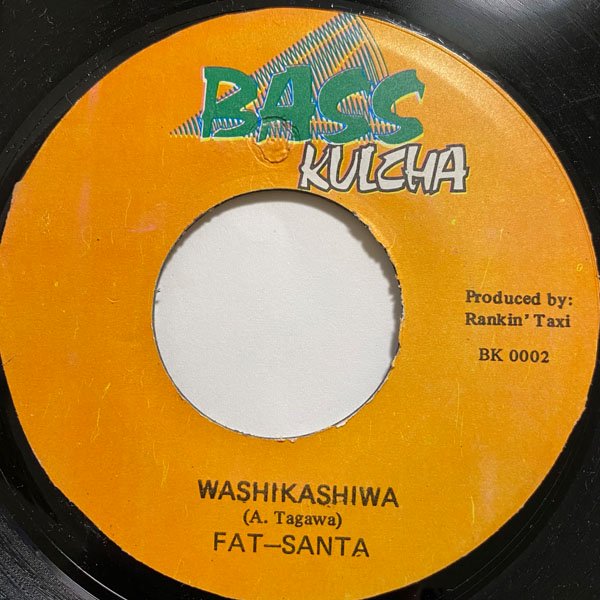 BASS
KULCHA
Produced by:
Rankin' Taxi
BK 0002
WASHIKASHIWA
(A. Tagawa)
FAT–SANTA